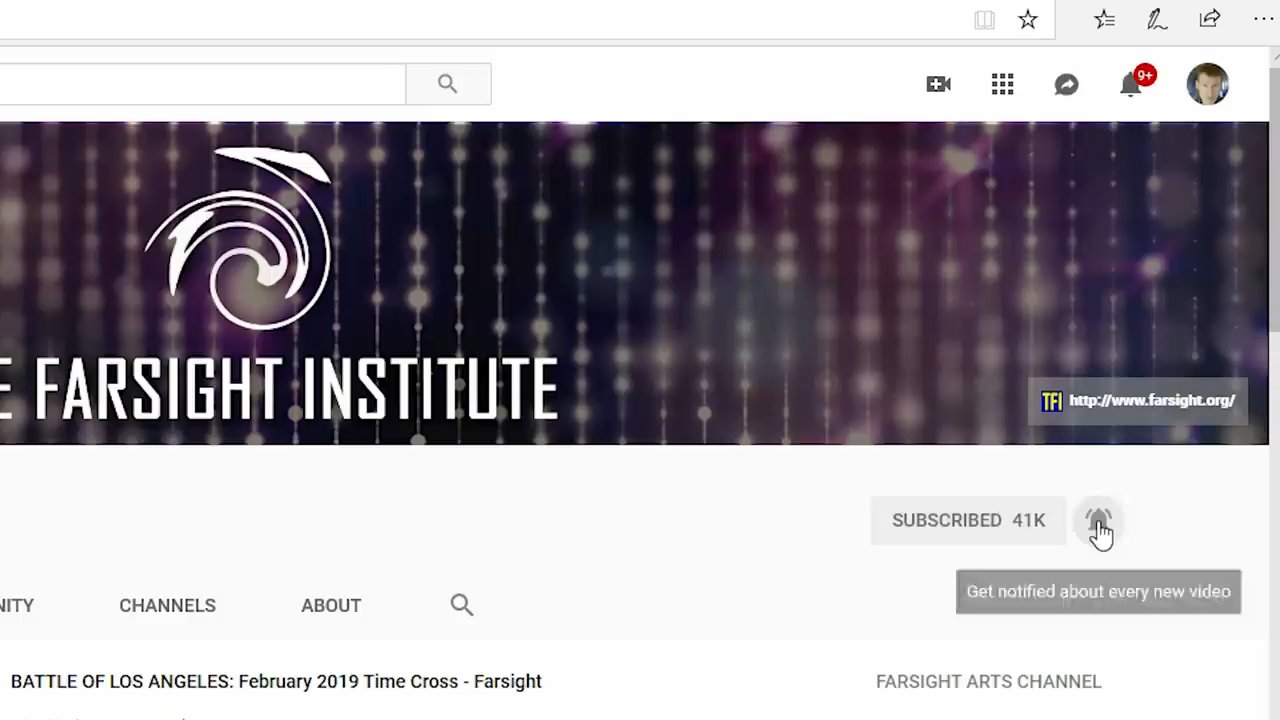 9+
E FARSIGHT INSTITUTE
TFI http://www.farsight.org/
SUBSCRIBED 41K
Get notified about every new video
NITY CHANNELS ABOUT
BATTLE OF LOS ANGELES: February 2019 Time Cross - Farsight
FARSIGHT ARTS CHANNEL